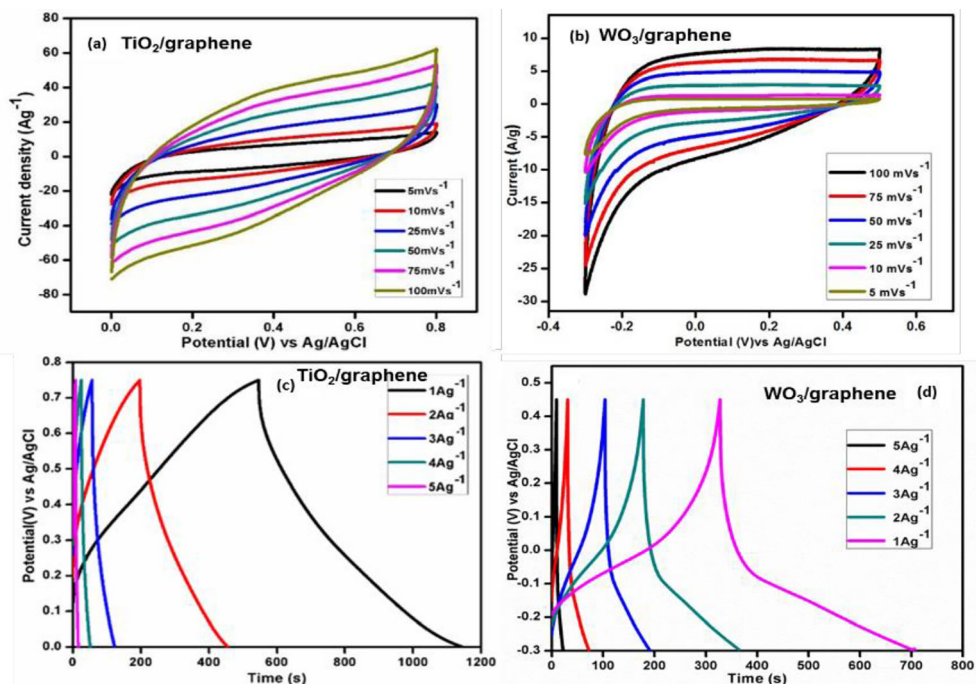 (a) TiO₂/graphene
Current density (Ag⁻¹)
80
60
40
20
0
-20
-40
-60
-80
5mVs⁻¹
10mVs⁻¹
25mVs⁻¹
50mVs⁻¹
75mVs⁻¹
100mVs⁻¹
0.0 0.2 0.4 0.6 0.8
Potential (V) vs Ag/AgCl
(b) WO₃/graphene
Current (A/g)
10
5
0
-5
-10
-15
-20
-25
-30
100 mVs⁻¹
75 mVs⁻¹
50 mVs⁻¹
25 mVs⁻¹
10 mVs⁻¹
5 mVs⁻¹
-0.4 -0.2 0.0 0.2 0.4 0.6
Potential (V)vs Ag/AgCl
(c) TiO₂/graphene
Potential(V) vs Ag/AgCl
0.8
0.6
0.5
0.3
0.2
0.0
1Ag⁻¹
2Ag⁻¹
3Ag⁻¹
4Ag⁻¹
5Ag⁻¹
0 200 400 600 800 1000 1200
Time (s)
WO₃/graphene (d)
Potential (V) vs Ag/AgCl
0.5
0.4
0.3
0.1
0.0
-0.1
-0.2
-0.3
5Ag⁻¹
4Ag⁻¹
3Ag⁻¹
2Ag⁻¹
1Ag⁻¹
0 100 200 300 400 500 600 700 800
Time (s)